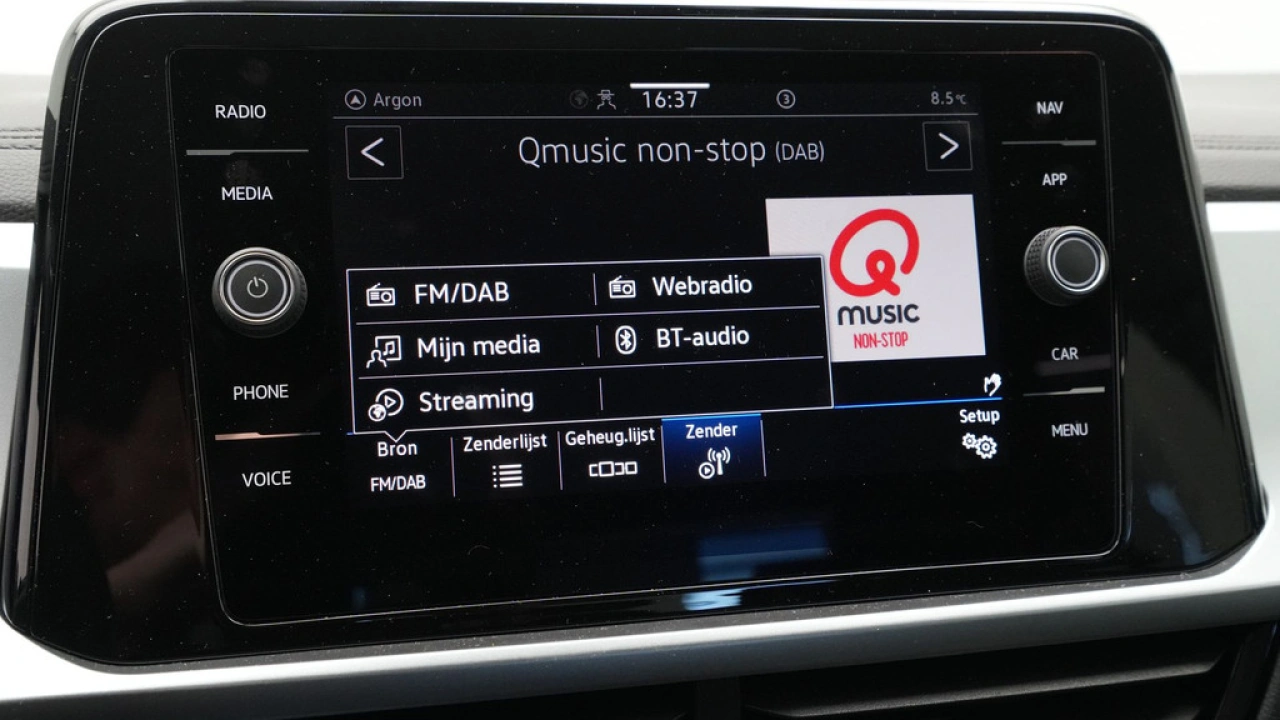 RADIO
MEDIA
PHONE
VOICE
Argon
16:37
3
8.5°C
Qmusic non-stop (DAB)
MUSIC
NON-STOP
FM/DAB
Webradio
Mijn media
BT-audio
Streaming
Bron
FM/DAB
Zenderlijst
Geheug.lijst
Zender
Setup
NAV
APP
CAR
MENU